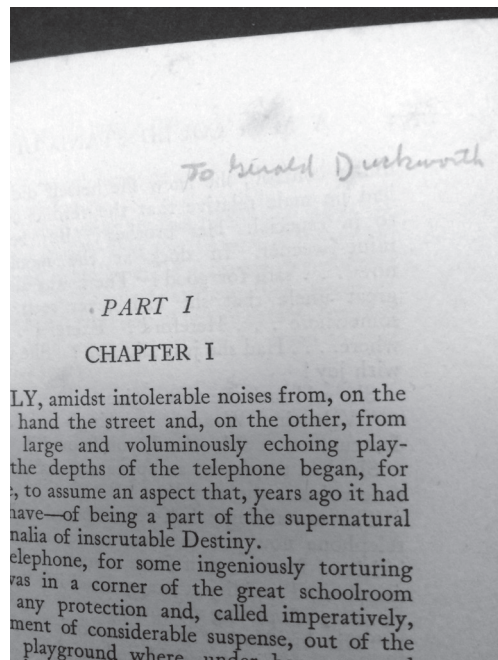 To Gerald Duckworth
PART I
CHAPTER I
LY, amidst intolerable noises from, on the
hand the street and, on the other, from
large and voluminously echoing play-
the depths of the telephone began, for
, to assume an aspect that, years ago it had
have—of being a part of the supernatural
nalia of inscrutable Destiny.
elephone, for some ingeniously torturing
was in a corner of the great schoolroom
any protection and, called imperatively,
ment of considerable suspense, out of the
playground where, under